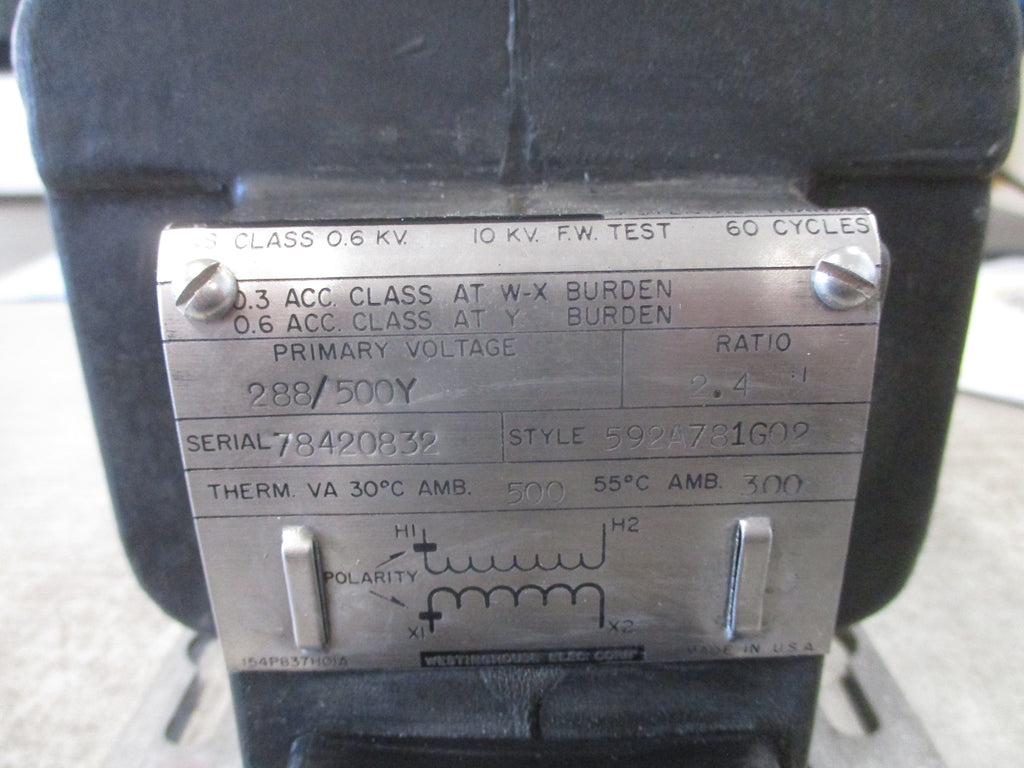 CLASS 0.6 KV. 10 KV. F.W. TEST 60 CYCLES
0.3 ACC. CLASS AT W-X BURDEN
0.6 ACC. CLASS AT Y BURDEN
PRIMARY VOLTAGE RATIO
288/500Y 2.4 :1
SERIAL 78420832 STYLE 592A781G02
THERM. VA 30°C AMB. 500 55°C AMB. 300
H1 H2
POLARITY
X1 X2
154P837H01A WESTINGHOUSE ELEC. CORP. MADE IN U.S.A.